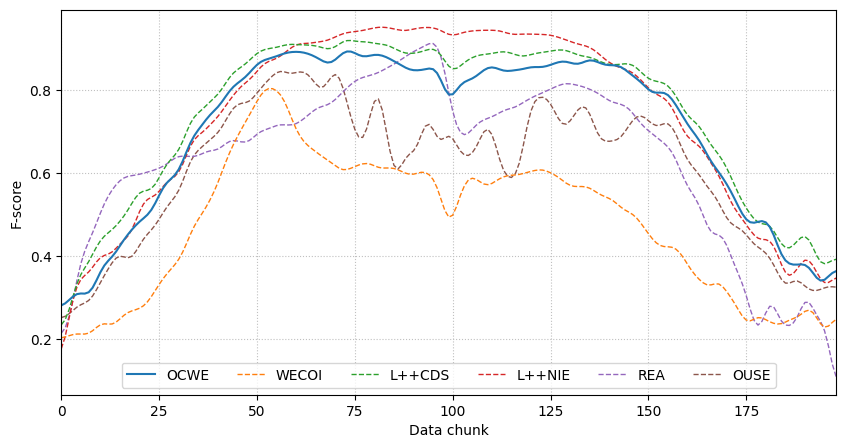 F-score
0.8
0.6
0.4
0.2
OCWE WECOI L++CDS L++NIE REA OUSE
0 25 50 75 100 125 150 175
Data chunk